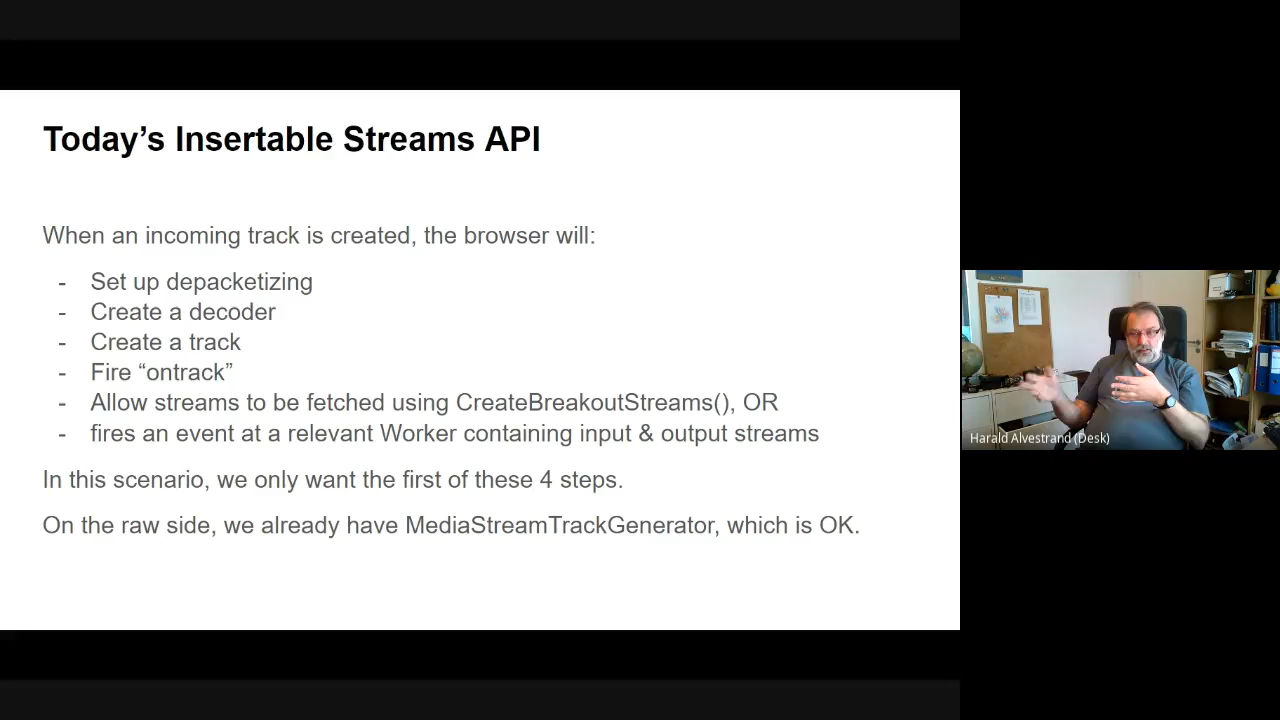 Today’s Insertable Streams API
When an incoming track is created, the browser will:
- Set up depacketizing
- Create a decoder
- Create a track
- Fire “ontrack”
- Allow streams to be fetched using CreateBreakoutStreams(), OR
- fires an event at a relevant Worker containing input & output streams
In this scenario, we only want the first of these 4 steps.
On the raw side, we already have MediaStreamTrackGenerator, which is OK.
Harald Alvestrand (Desk)